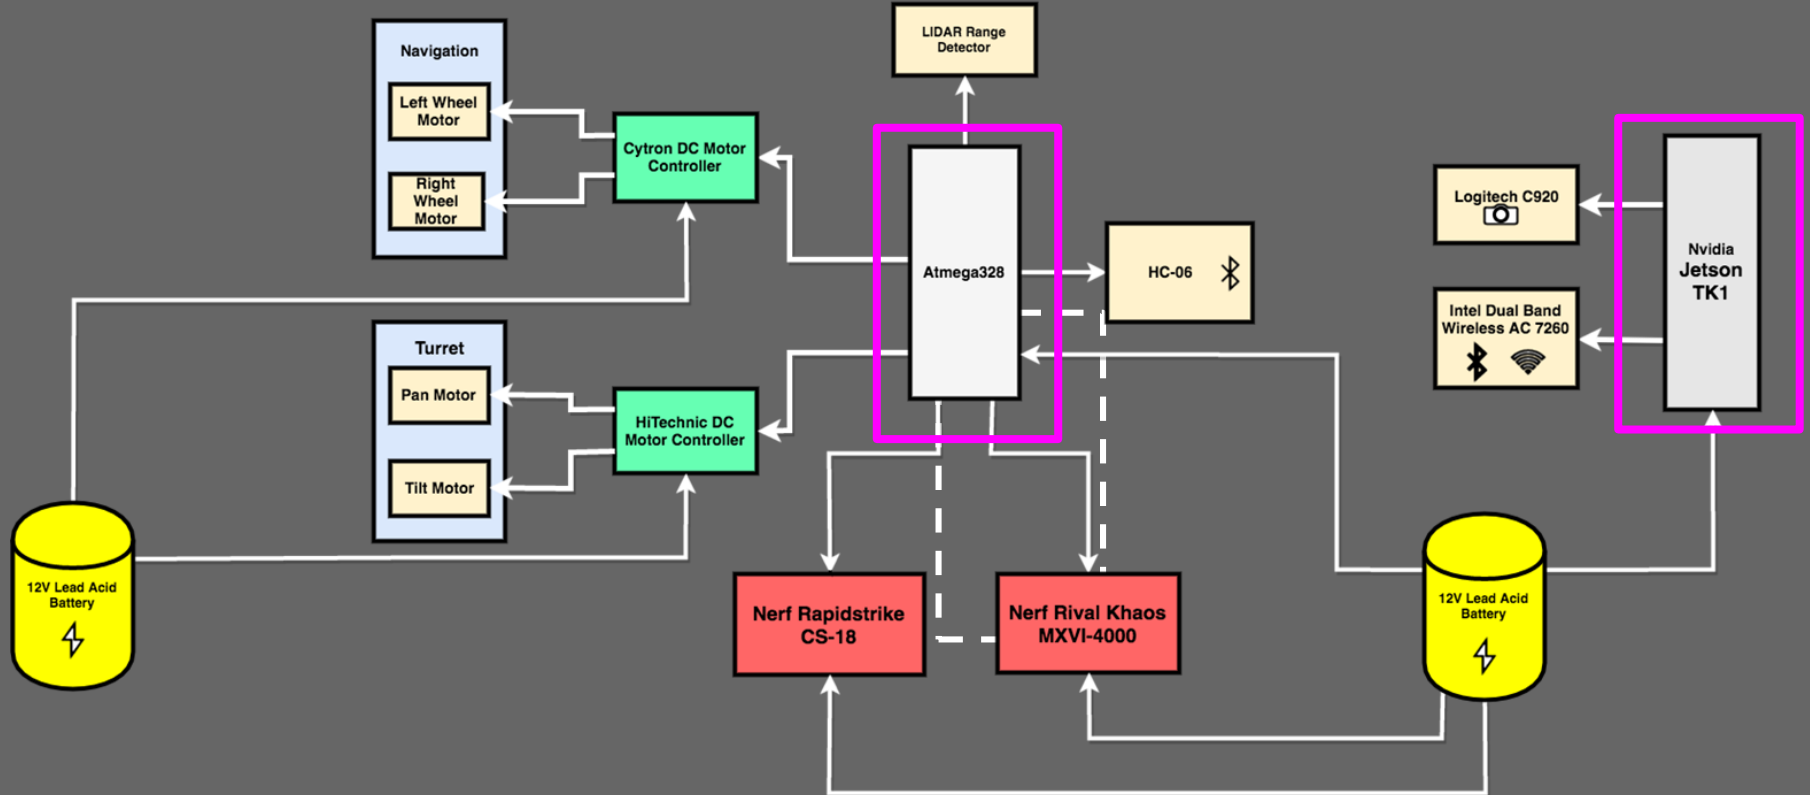 LIDAR Range
Detector
Navigation
Left Wheel
Motor
Right
Wheel
Motor
Cytron DC Motor
Controller
Atmega328
HC-06
Logitech C920
Intel Dual Band
Wireless AC 7260
Nvidia
Jetson
TK1
Turret
Pan Motor
Tilt Motor
HiTechnic DC
Motor Controller
12V Lead Acid
Battery
Nerf Rapidstrike
CS-18
Nerf Rival Khaos
MXVI-4000
12V Lead Acid
Battery